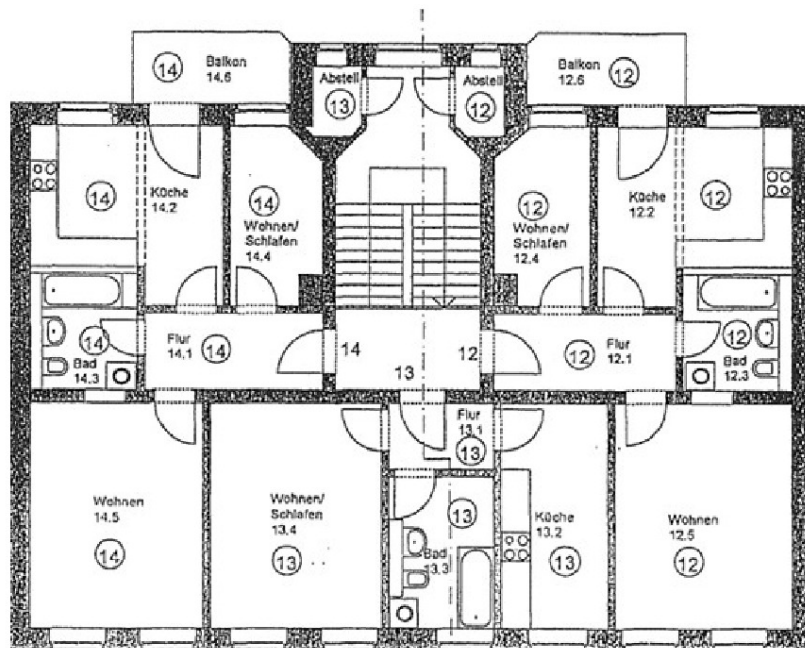 Balkon
14.6
14
Abstell
13
Abstell
12
Balkon
12.6
12
14
Küche
14.2
14
Wohnen/
Schlafen
14.4
12
Wohnen/
Schlafen
12.4
Küche
12.2
12
14
Bad
14.3
Flur
14.1
14
14
13
12
12
Flur
12.1
12
Bad
12.3
Wohnen
14.5
14
Wohnen/
Schlafen
13.4
13
Flur
13.1
13
13
Bad
13.3
Küche
13.2
13
Wohnen
12.5
12